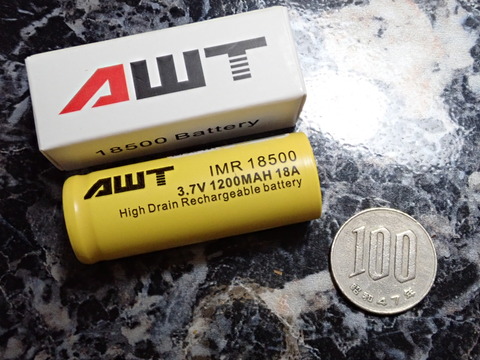 AWT
18500 Battery
AWT
IMR 18500
3.7V 1200MAH 18A
High Drain Rechargeable battery
100
昭和47年